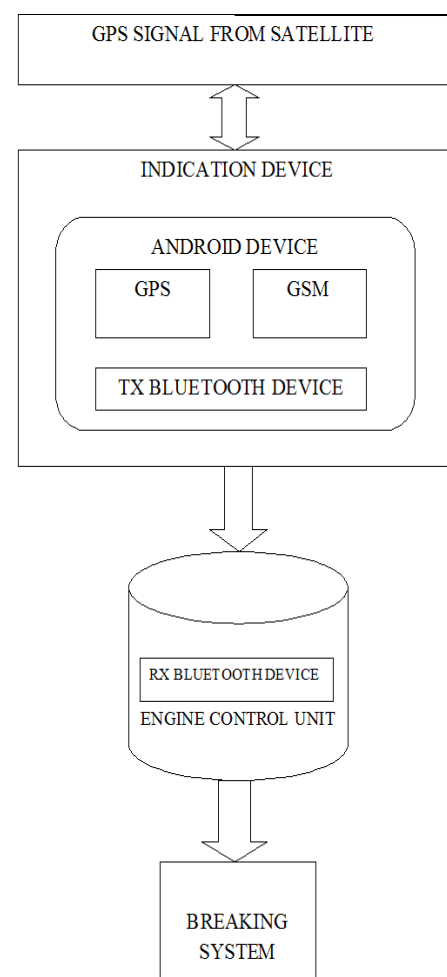 GPS SIGNAL FROM SATELLITE
INDICATION DEVICE
ANDROID DEVICE
GPS GSM
TX BLUETOOTH DEVICE
RX BLUETOOTH DEVICE
ENGINE CONTROL UNIT
BREAKING
SYSTEM